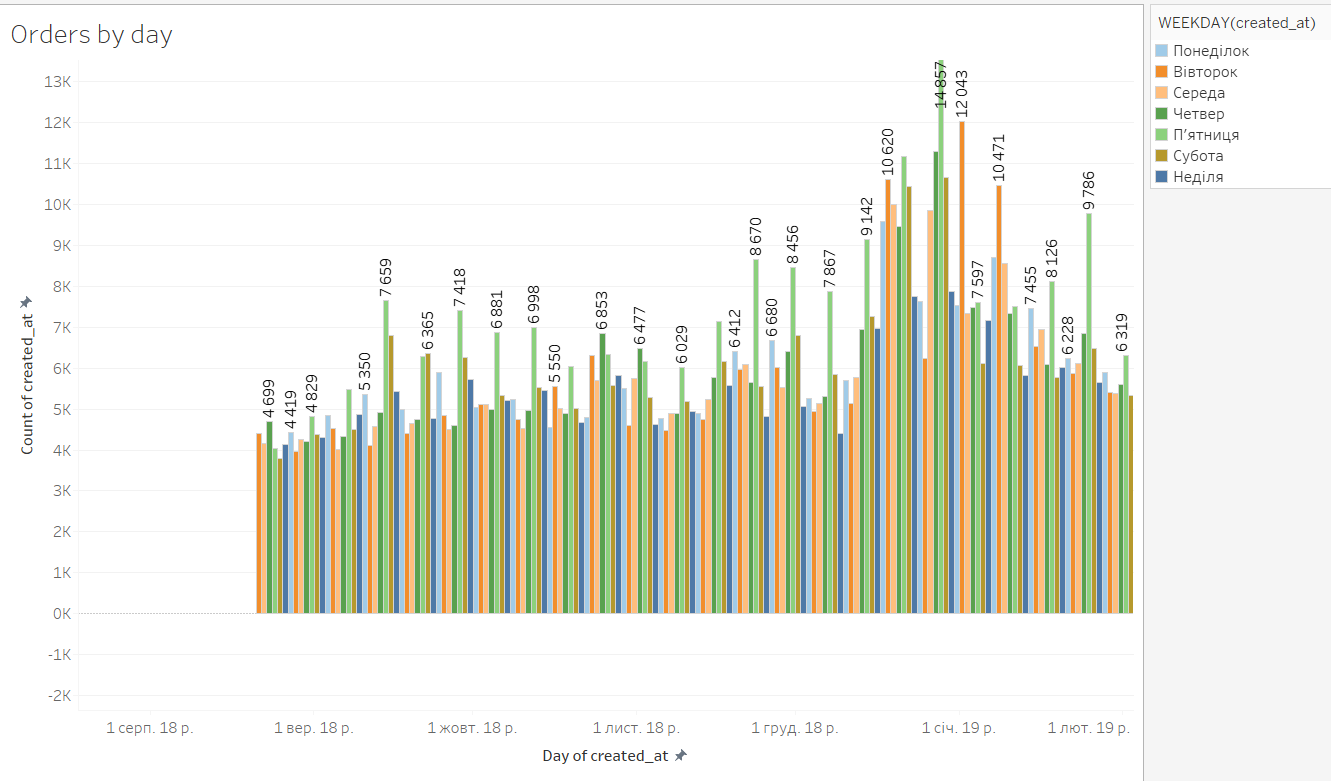 Orders by day
WEEKDAY(created_at)
Понеділок
Вівторок
Середа
Четвер
П'ятниця
Субота
Неділя
Count of created_at
13K
12K
11K
10K
9K
8K
7K
6K
5K
4K
3K
2K
1K
0K
-1K
-2K
4 699
4 419
4 829
5 350
7 659
6 365
7 418
6 881
6 998
5 550
6 853
6 477
6 029
6 412
8 670
6 680
8 456
7 867
9 142
10 620
14 857
12 043
7 597
10 471
7 455
8 126
6 228
9 786
6 319
1 серп. 18 р.
1 вер. 18 р.
1 жовт. 18 р.
1 лист. 18 р.
1 груд. 18 р.
1 січ. 19 р.
1 лют. 19 р.
Day of created_at